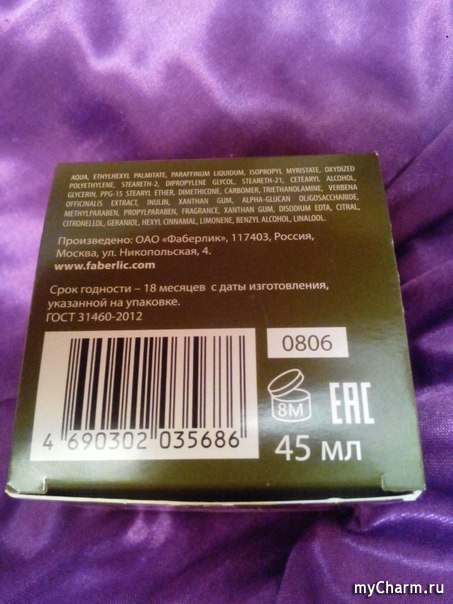 AQUA, ETHYLHEXYL PALMITATE, PARAFFINUM LIQUIDUM, ISOPROPYL MYRISTATE, OXYDIZED
POLYETHYLENE, STEARETH-2, DIPROPYLENE GLYCOL, STEARETH-21, CETEARYL ALCOHOL,
GLYCERIN, PPG-15 STEARYL ETHER, DIMETHICONE, CARBOMER, TRIETHANOLAMINE, VERBENA
OFFICINALIS EXTRACT, INULIN, XANTHAN GUM, ALPHA-GLUCAN OLIGOSACCHARIDE,
METHYLPARABEN, PROPYLPARABEN, FRAGRANCE, XANTHAN GUM, DISODIUM EDTA, CITRAL,
CITRONELLOL, GERANIOL, HEXYL CINNAMAL, LIMONENE, BENZYL ALCOHOL, LINALOOL.
Произведено: ОАО «Фаберлик», 117403, Россия,
Москва, ул. Никопольская, 4.
www.faberlic.com
Срок годности – 18 месяцев с даты изготовления,
указанной на упаковке.
ГОСТ 31460-2012
0806
8M
EAC
4 690302 035686
45 мл
myCharm.ru